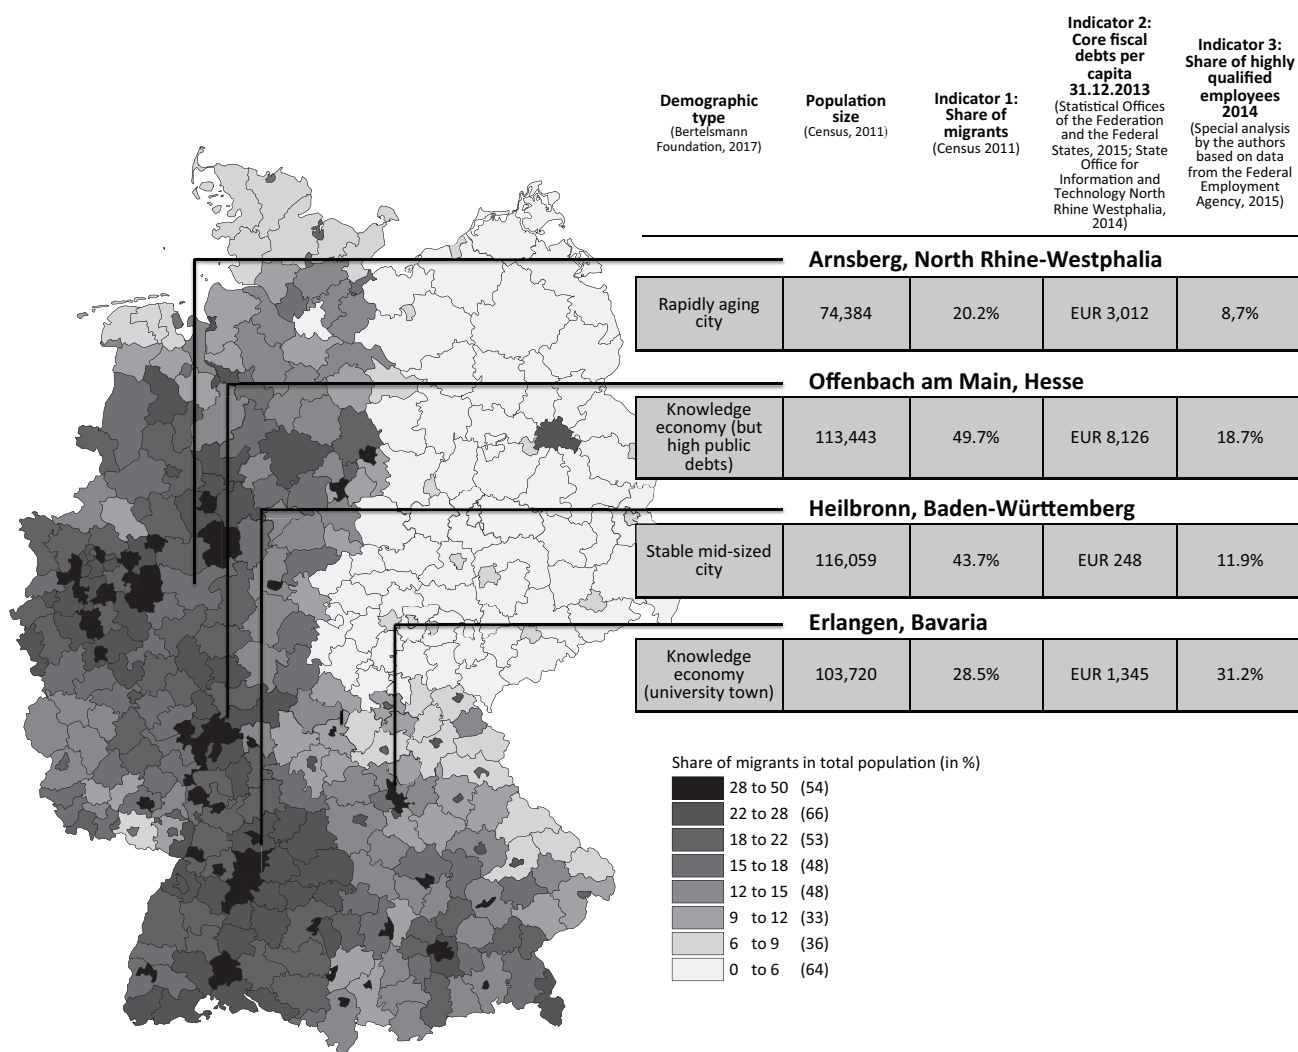 Demographic
type
(Bertelsmann
Foundation, 2017)
Population
size
(Census, 2011)
Indicator 1:
Share of
migrants
(Census 2011)
Indicator 2:
Core fiscal
debts per
capita
31.12.2013
(Statistical Offices
of the Federation
and the Federal
States, 2015; State
Office for
Information and
Technology North
Rhine Westphalia,
2014)
Indicator 3:
Share of highly
qualified
employees
2014
(Special analysis
by the authors
based on data
from the Federal
Employment
Agency, 2015)
Arnsberg, North Rhine-Westphalia
Rapidly aging
city
74,384
20.2%
EUR 3,012
8,7%
Offenbach am Main, Hesse
Knowledge
economy (but
high public
debts)
113,443
49.7%
EUR 8,126
18.7%
Heilbronn, Baden-Württemberg
Stable mid-sized
city
116,059
43.7%
EUR 248
11.9%
Erlangen, Bavaria
Knowledge
economy
(university town)
103,720
28.5%
EUR 1,345
31.2%
Share of migrants in total population (in %)
28 to 50 (54)
22 to 28 (66)
18 to 22 (53)
15 to 18 (48)
12 to 15 (48)
9 to 12 (33)
6 to 9 (36)
0 to 6 (64)